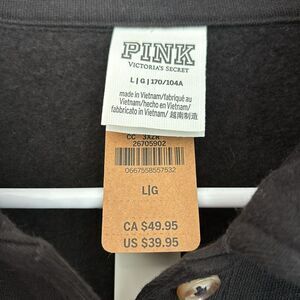 PINK
VICTORIA'S SECRET
L | G | 170/104A
made in Vietnam/fabriqué au
Vietnam/hecho en Vietnam/
fabbricato in Vietnam/ 越南制造
CC 3XZR
26705902
0667558557532
L|G
CA $49.95
US $39.95